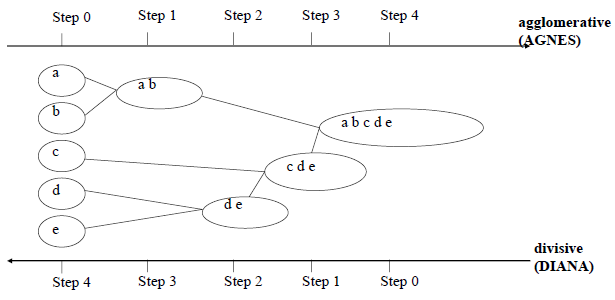 Step 0 Step 1 Step 2 Step 3 Step 4
agglomerative
(AGNES)
a
a b
b
a b c d e
c
c d e
d
d e
e
divisive
(DIANA)
Step 4 Step 3 Step 2 Step 1 Step 0